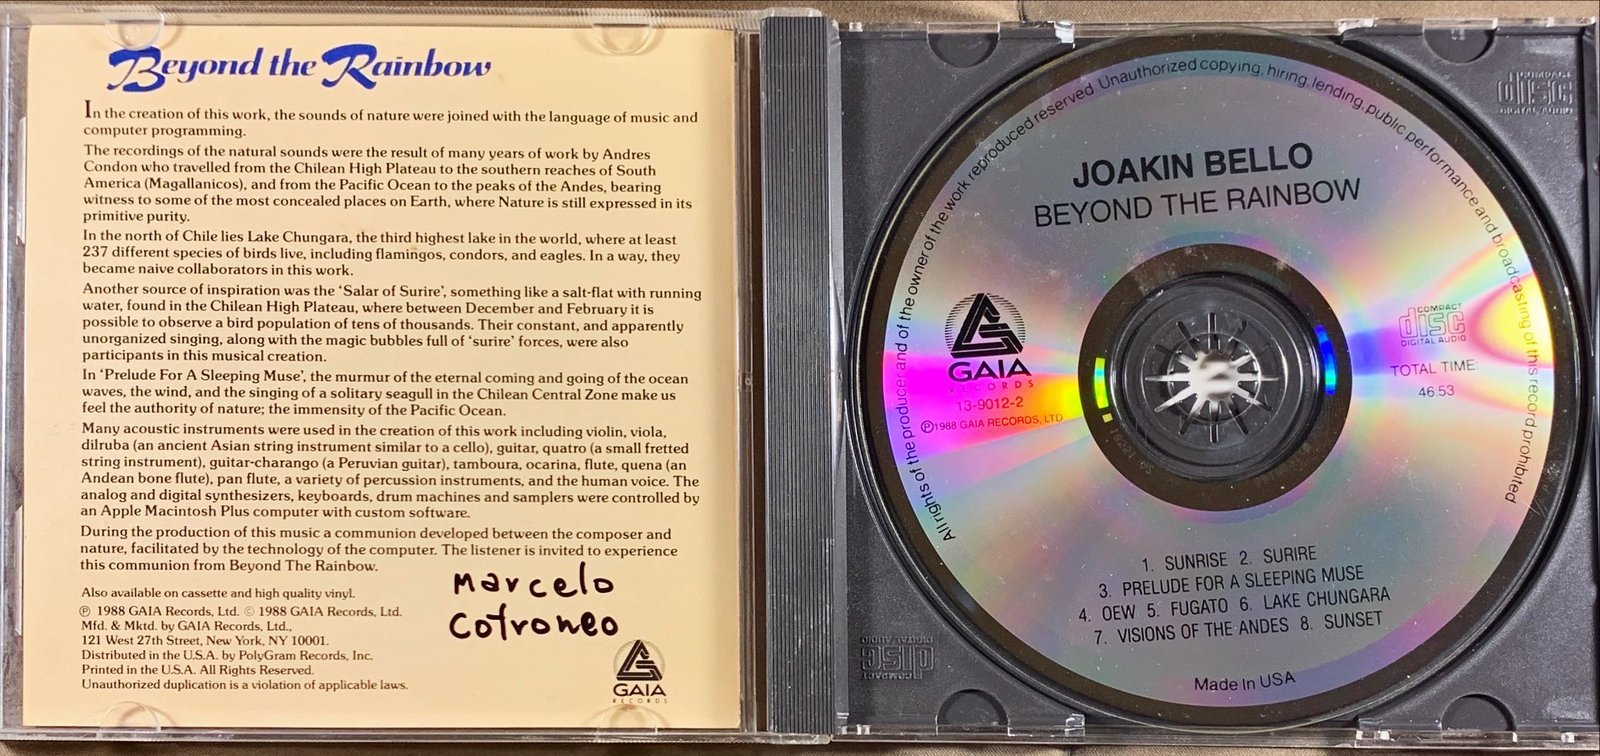 Beyond the Rainbow
In the creation of this work, the sounds of nature were joined with the language of music and
computer programming.
The recordings of the natural sounds were the result of many years of work by Andres
Condon who travelled from the Chilean High Plateau to the southern reaches of South
America (Magallanicos), and from the Pacific Ocean to the peaks of the Andes, bearing
witness to some of the most concealed places on Earth, where Nature is still expressed in its
primitive purity.
In the north of Chile lies Lake Chungara, the third highest lake in the world, where at least
237 different species of birds live, including flamingos, condors, and eagles. In a way, they
became naive collaborators in this work.
Another source of inspiration was the ‘Salar of Surire’, something like a salt-flat with running
water, found in the Chilean High Plateau, where between December and February it is
possible to observe a bird population of tens of thousands. Their constant, and apparently
unorganized singing, along with the magic bubbles full of ‘surire’ forces, were also
participants in this musical creation.
In ‘Prelude For A Sleeping Muse’, the murmur of the eternal coming and going of the ocean
waves, the wind, and the singing of a solitary seagull in the Chilean Central Zone make us
feel the authority of nature; the immensity of the Pacific Ocean.
Many acoustic instruments were used in the creation of this work including violin, viola,
dilruba (an ancient Asian string instrument similar to a cello), guitar, quatro (a small fretted
string instrument), guitar-charango (a Peruvian guitar), tamboura, ocarina, flute, quena (an
Andean bone flute), pan flute, a variety of percussion instruments, and the human voice. The
analog and digital synthesizers, keyboards, drum machines and samplers were controlled by
an Apple Macintosh Plus computer with custom software.
During the production of this music a communion developed between the composer and
nature, facilitated by the technology of the computer. The listener is invited to experience
this communion from Beyond The Rainbow.
Also available on cassette and high quality vinyl.
℗ 1988 GAIA Records, Ltd. © 1988 GAIA Records, Ltd.
Mfd. & Mktd. by GAIA Records, Ltd.,
121 West 27th Street, New York, NY 10001.
Distributed in the U.S.A. by PolyGram Records, Inc.
Printed in the U.S.A. All Rights Reserved.
Unauthorized duplication is a violation of applicable laws.
Marcelo
Cotroneo
GAIA
RECORDS
All rights of the producer and of the owner of the work reproduced reserved Unauthorized copying, hiring, lending, public performance and broadcasting of this record prohibited
JOAKIN BELLO
BEYOND THE RAINBOW
GAIA
RECORDS
13-9012-2
℗1988 GAIA RECORDS, LTD
COMPACT
disc
DIGITAL AUDIO
TOTAL TIME:
46:53
1. SUNRISE 2. SURIRE
3. PRELUDE FOR A SLEEPING MUSE
4. OEW 5. FUGATO 6. LAKE CHUNGARA
7. VISIONS OF THE ANDES 8. SUNSET
Made in USA
COMPACT
disc
DIGITAL AUDIO
COMPACT
disc
DIGITAL AUDIO